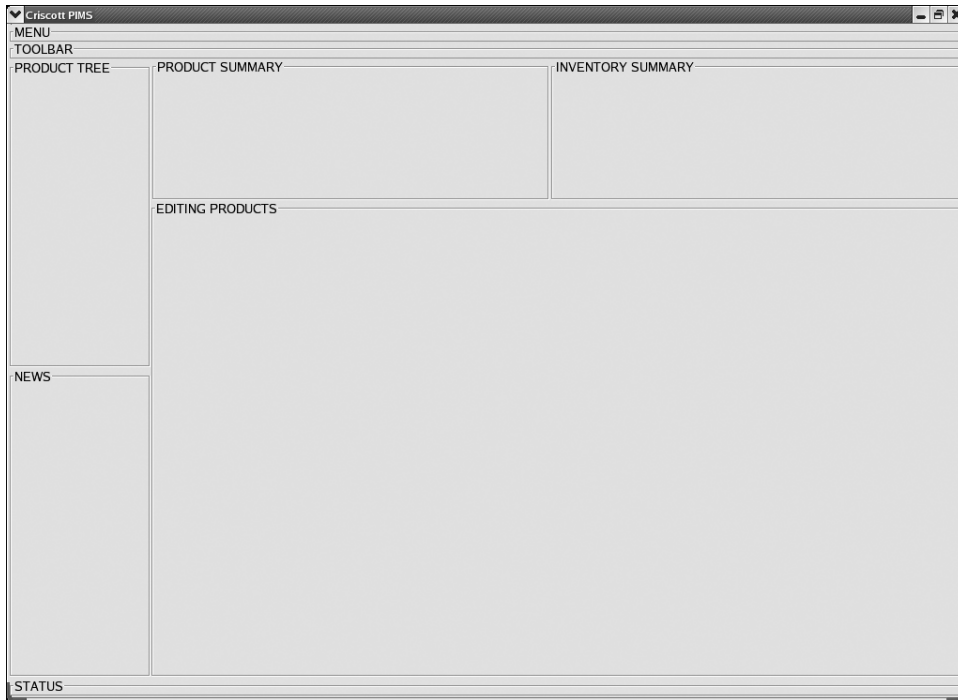 Criscott PIMS
MENU
TOOLBAR
PRODUCT TREE
PRODUCT SUMMARY
INVENTORY SUMMARY
EDITING PRODUCTS
NEWS
STATUS